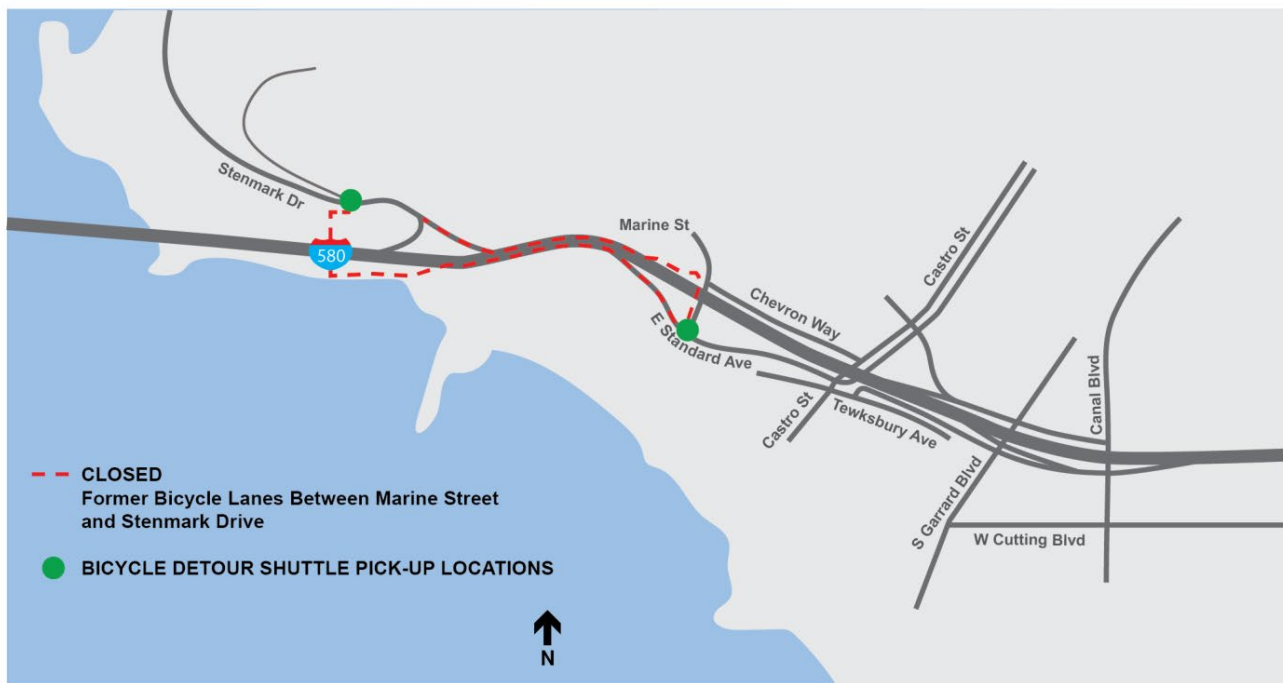 Stenmark Dr
580
Marine St
Castro St
Chevron Way
E Standard Ave
Castro St
Tewksbury Ave
Canal Blvd
S Garrard Blvd
W Cutting Blvd
CLOSED
Former Bicycle Lanes Between Marine Street
and Stenmark Drive
BICYCLE DETOUR SHUTTLE PICK-UP LOCATIONS
N